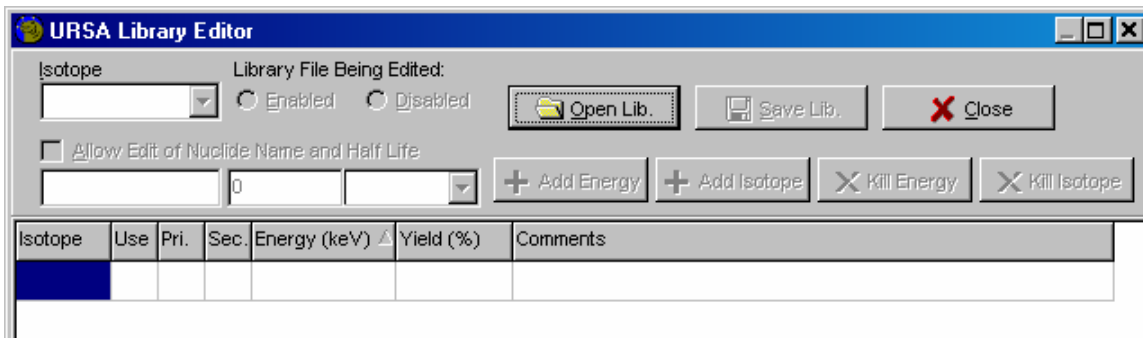 URSA Library Editor
Isotope Library File Being Edited:
Enabled Disabled Open Lib. Save Lib. Close
Allow Edit of Nuclide Name and Half Life
0 Add Energy Add Isotope Kill Energy Kill Isotope
Isotope Use Pri. Sec. Energy (keV) Yield (%) Comments